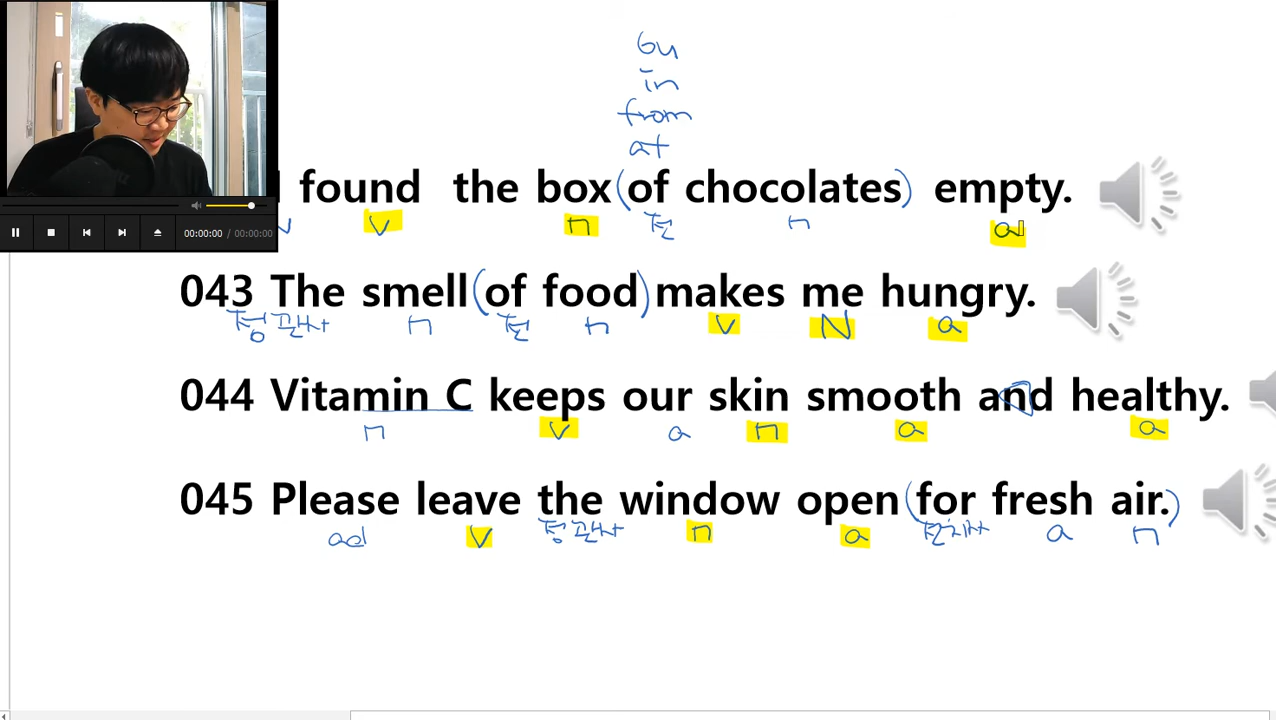 on
in
from
at
I found the box (of chocolates) empty.
v n 전 n a
00:00:00 / 00:00:00
043 The smell (of food) makes me hungry.
정관사 n 전 n v N a
044 Vitamin C keeps our skin smooth and healthy.
n v a n a a
045 Please leave the window open (for fresh air.)
ad v 정관사 n a 전치사 a n